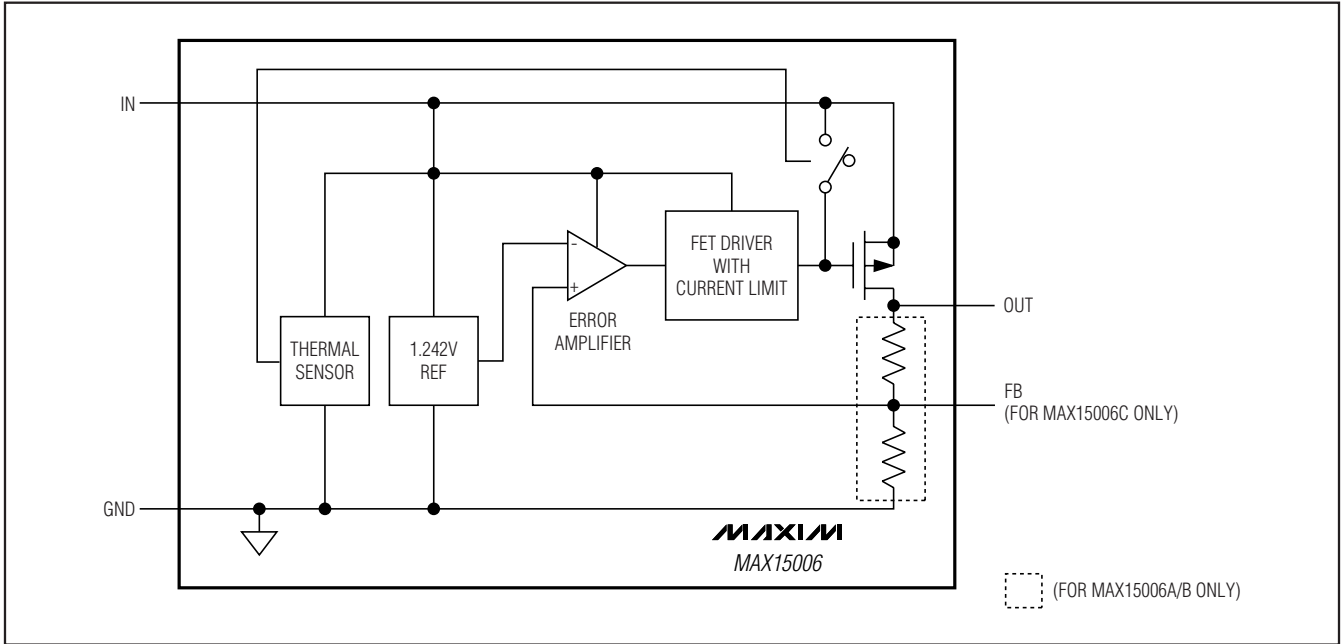 IN
-
+
FET DRIVER
WITH
CURRENT LIMIT
OUT
ERROR
AMPLIFIER
THERMAL
SENSOR
1.242V
REF
FB
(FOR MAX15006C ONLY)
GND
MAXIM
MAX15006
(FOR MAX15006A/B ONLY)